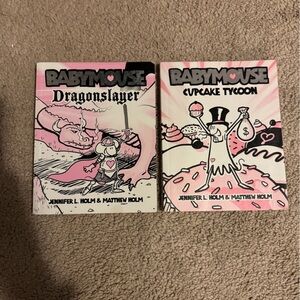 BABYMOUSE
Dragonslayer
JENNIFER L. HOLM & MATTHEW HOLM
BABYMOUSE
CUPCAKE TYCOON
$
JENNIFER L. HOLM & MATTHEW HOLM